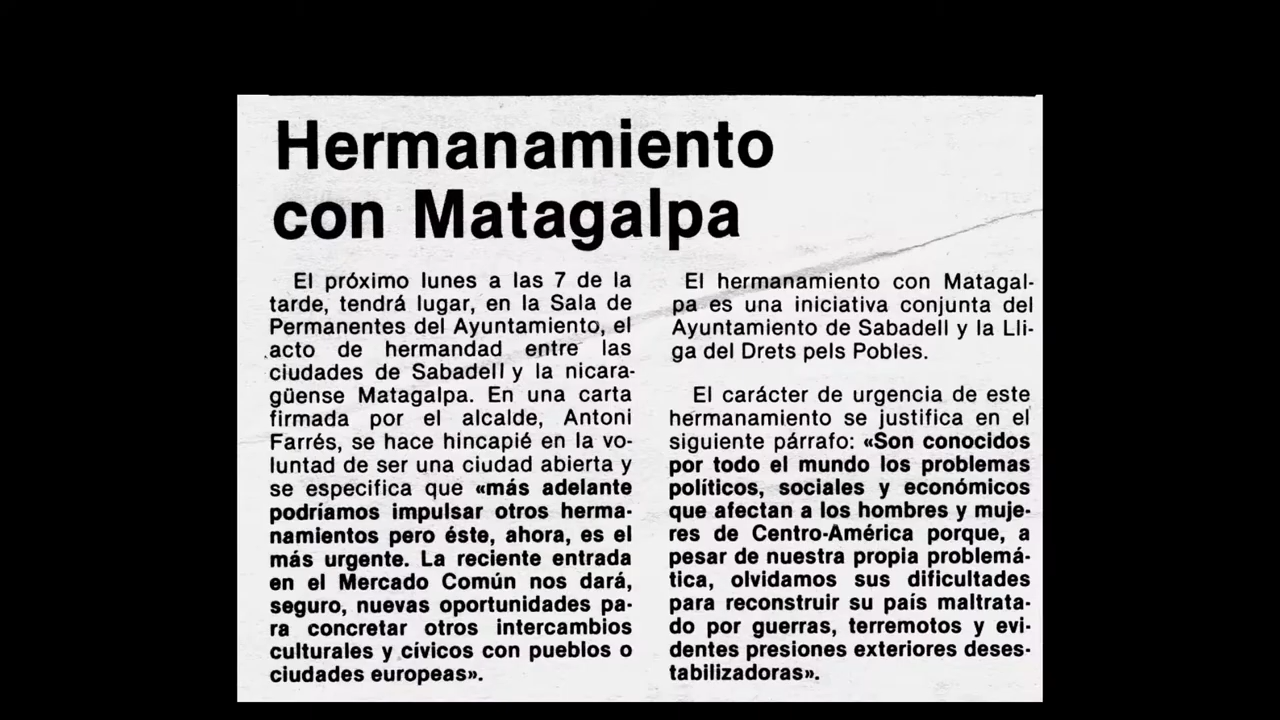 Hermanamiento
con Matagalpa
El próximo lunes a las 7 de la
tarde, tendrá lugar, en la Sala de
Permanentes del Ayuntamiento, el
acto de hermandad entre las
ciudades de Sabadell y la nicara-
güense Matagalpa. En una carta
firmada por el alcalde, Antoni
Farrés, se hace hincapié en la vo-
luntad de ser una ciudad abierta y
se especifica que «más adelante
podríamos impulsar otros herma-
namientos pero éste, ahora, es el
más urgente. La reciente entrada
en el Mercado Común nos dará,
seguro, nuevas oportunidades pa-
ra concretar otros intercambios
culturales y cívicos con pueblos o
ciudades europeas».
El hermanamiento con Matagal-
pa es una iniciativa conjunta del
Ayuntamiento de Sabadell y la Lli-
ga del Drets pels Pobles.
El carácter de urgencia de este
hermanamiento se justifica en el
siguiente párrafo: «Son conocidos
por todo el mundo los problemas
políticos, sociales y económicos
que afectan a los hombres y muje-
res de Centro-América porque, a
pesar de nuestra propia problemá-
tica, olvidamos sus dificultades
para reconstruir su país maltrata-
do por guerras, terremotos y evi-
dentes presiones exteriores deses-
tabilizadoras».